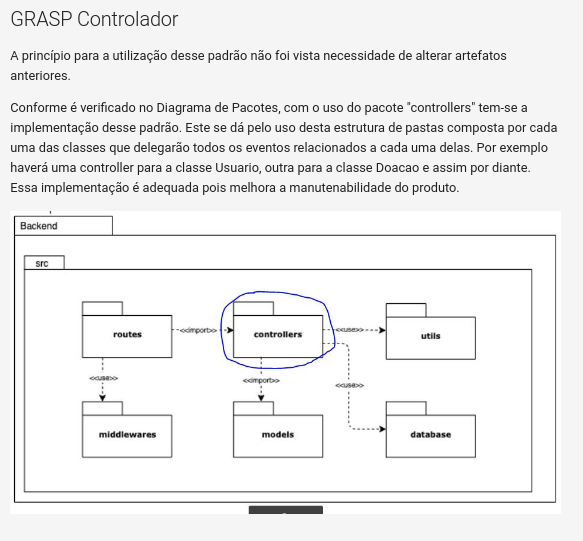 GRASP Controlador
A princípio para a utilização desse padrão não foi vista necessidade de alterar artefatos
anteriores.
Conforme é verificado no Diagrama de Pacotes, com o uso do pacote "controllers" tem-se a
implementação desse padrão. Este se dá pelo uso desta estrutura de pastas composta por cada
uma das classes que delegarão todos os eventos relacionados a cada uma delas. Por exemplo
haverá uma controller para a classe Usuario, outra para a classe Doacao e assim por diante.
Essa implementação é adequada pois melhora a manutenabilidade do produto.
Backend
src
routes
<<import>>
controllers
<<use>>
utils
<<use>>
<<import>>
<<use>>
middlewares
models
database